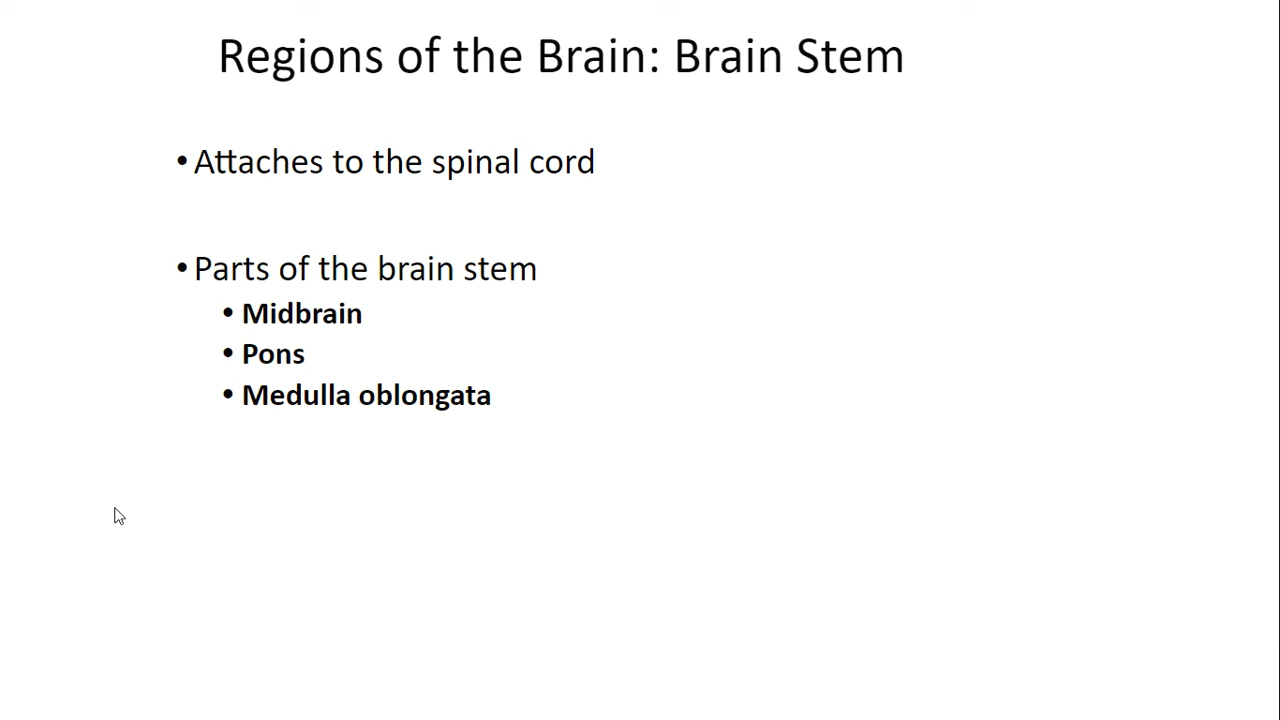 Regions of the Brain: Brain Stem
• Attaches to the spinal cord
• Parts of the brain stem
• Midbrain
• Pons
• Medulla oblongata